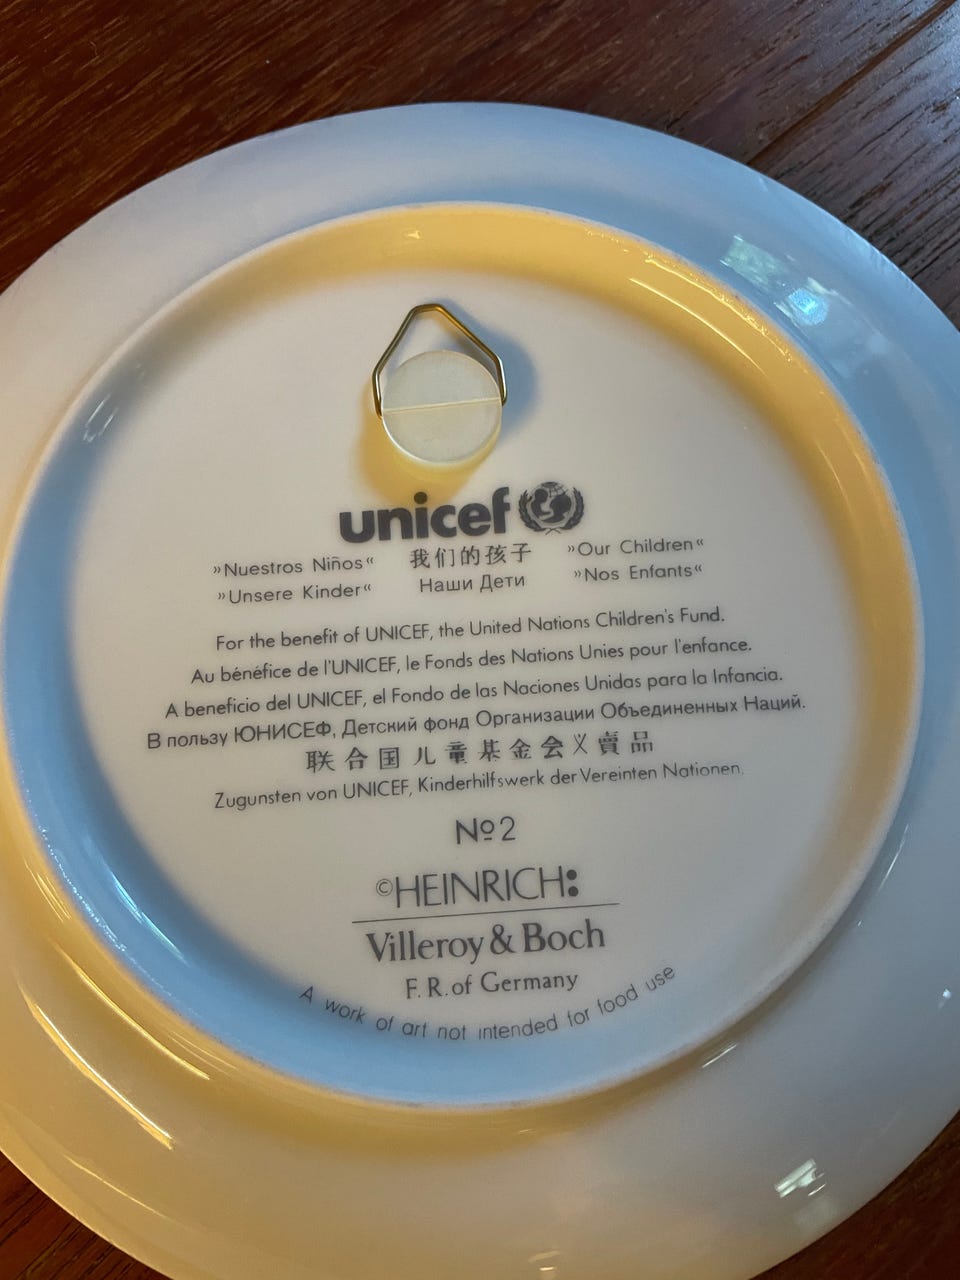 unicef
»Nuestros Niños« 我们的孩子 »Our Children«
»Unsere Kinder« Наши Дети »Nos Enfants«
For the benefit of UNICEF, the United Nations Children's Fund.
Au bénéfice de l'UNICEF, le Fonds des Nations Unies pour l'enfance.
A beneficio del UNICEF, el Fondo de las Naciones Unidas para la Infancia.
В пользу ЮНИСЕФ, Детский фонд Организации Объединенных Наций.
联合国儿童基金会义賣品
Zugunsten von UNICEF, Kinderhilfswerk der Vereinten Nationen.
Nº 2
©HEINRICH:
Villeroy & Boch
F. R. of Germany
A work of art not intended for food use